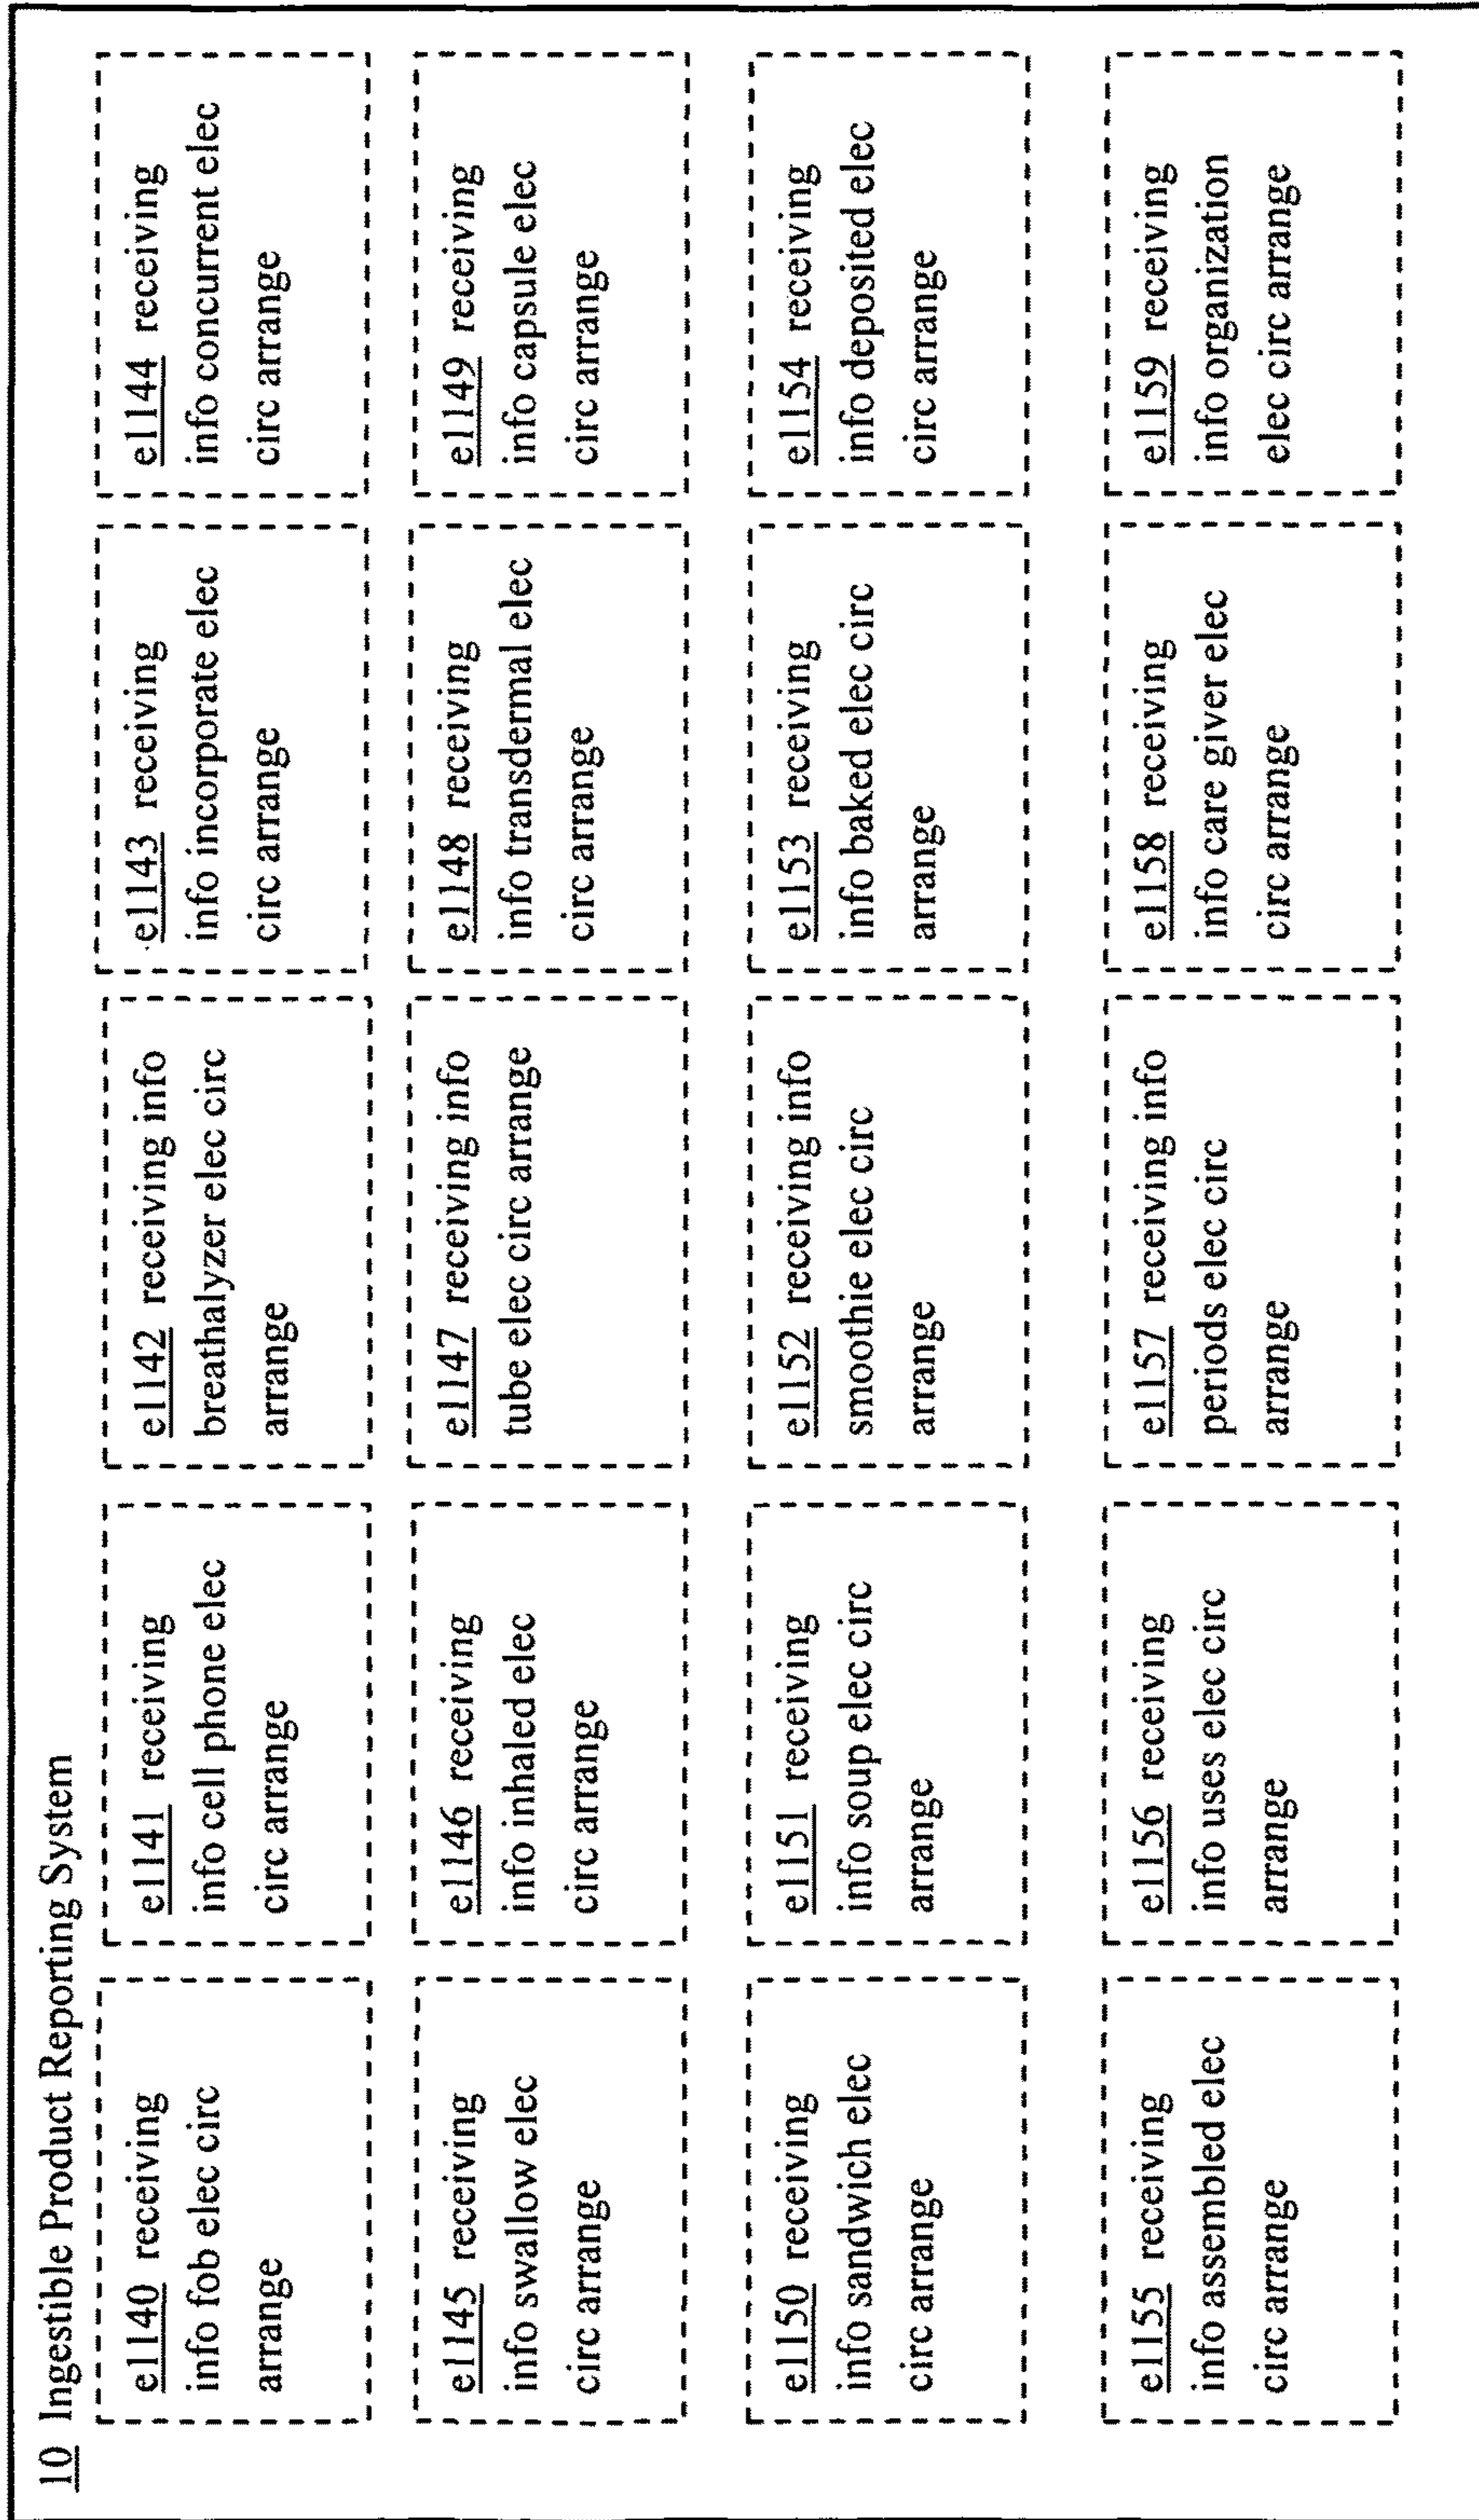 10 Ingestible Product Reporting System
e1140 receiving
info fob elec circ
arrange
e1141 receiving
info cell phone elec
circ arrange
e1142 receiving info
breathalyzer elec circ
arrange
e1143 receiving
info incorporate elec
circ arrange
e1144 receiving
info concurrent elec
circ arrange
e1145 receiving
info swallow elec
circ arrange
e1146 receiving
info inhaled elec
circ arrange
e1147 receiving info
tube elec circ arrange
e1148 receiving
info transdermal elec
circ arrange
e1149 receiving
info capsule elec
circ arrange
e1150 receiving
info sandwich elec
circ arrange
e1151 receiving
info soup elec circ
arrange
e1152 receiving info
smoothie elec circ
arrange
e1153 receiving
info baked elec circ
arrange
e1154 receiving
info deposited elec
circ arrange
e1155 receiving
info assembled elec
circ arrange
e1156 receiving
info uses elec circ
arrange
e1157 receiving info
periods elec circ
arrange
e1158 receiving
info care giver elec
circ arrange
e1159 receiving
info organization
elec circ arrange